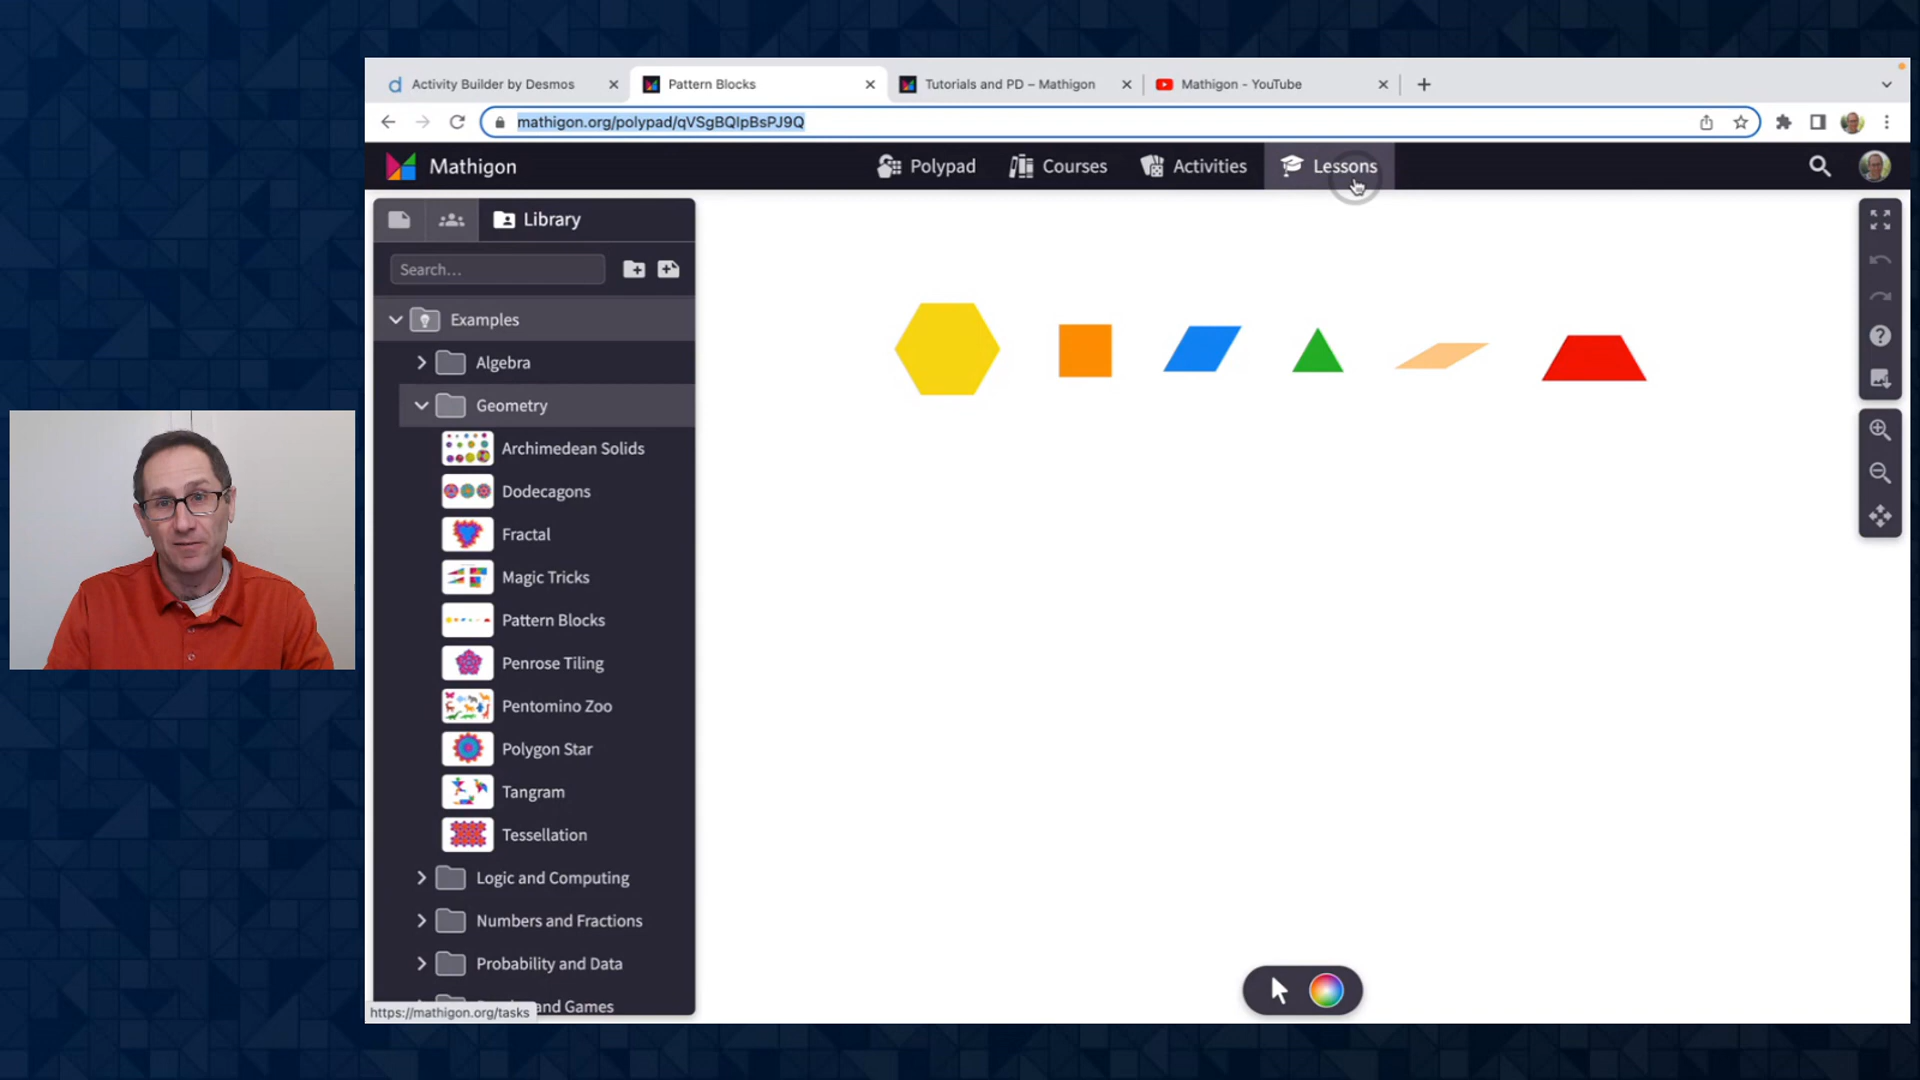 Activity Builder by Desmos
Pattern Blocks
Tutorials and PD – Mathigon
Mathigon - YouTube
mathigon.org/polypad/qVSgBQIpBsPJ9Q
Mathigon
Polypad
Courses
Activities
Lessons
Library
Search...
Examples
Algebra
Geometry
Archimedean Solids
Dodecagons
Fractal
Magic Tricks
Pattern Blocks
Penrose Tiling
Pentomino Zoo
Polygon Star
Tangram
Tessellation
Logic and Computing
Numbers and Fractions
Probability and Data
and Games
https://mathigon.org/tasks